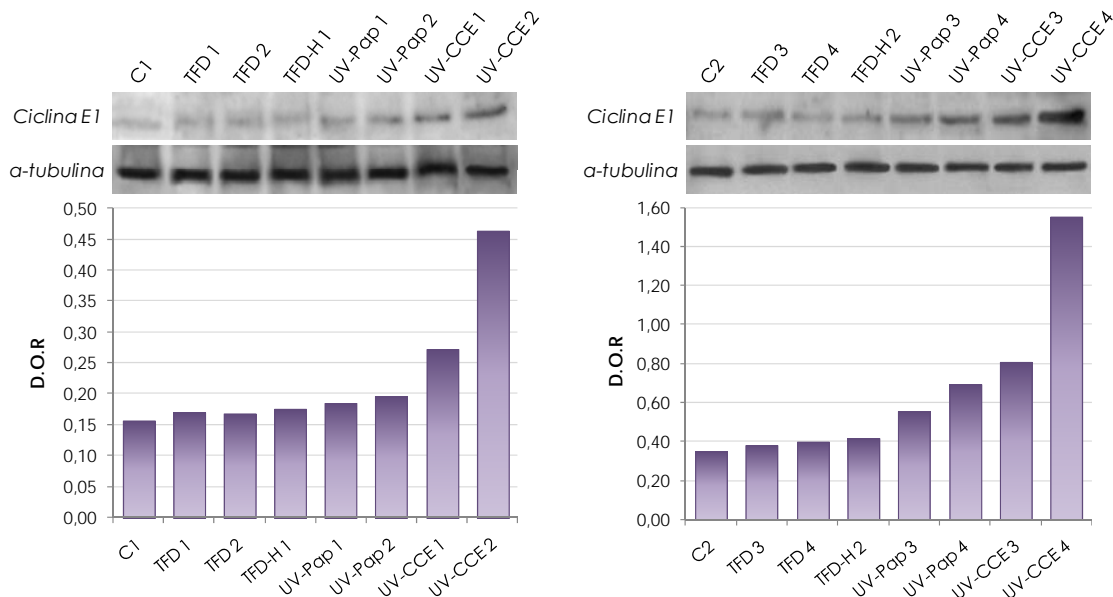 C1 TFD 1 TFD 2 TFD-H 1 UV-Pap 1 UV-Pap 2 UV-CCE 1 UV-CCE 2
Ciclina E1
α-tubulina
0,50
0,45
0,40
0,35
0,30
0,25
0,20
0,15
0,10
0,05
0,00
D.O.R
C1 TFD 1 TFD 2 TFD-H 1 UV-Pap 1 UV-Pap 2 UV-CCE 1 UV-CCE 2
C2 TFD 3 TFD 4 TFD-H 2 UV-Pap 3 UV-Pap 4 UV-CCE 3 UV-CCE 4
Ciclina E1
α-tubulina
1,60
1,40
1,20
1,00
0,80
0,60
0,40
0,20
0,00
D.O.R
C2 TFD 3 TFD 4 TFD-H 2 UV-Pap 3 UV-Pap 4 UV-CCE 3 UV-CCE 4